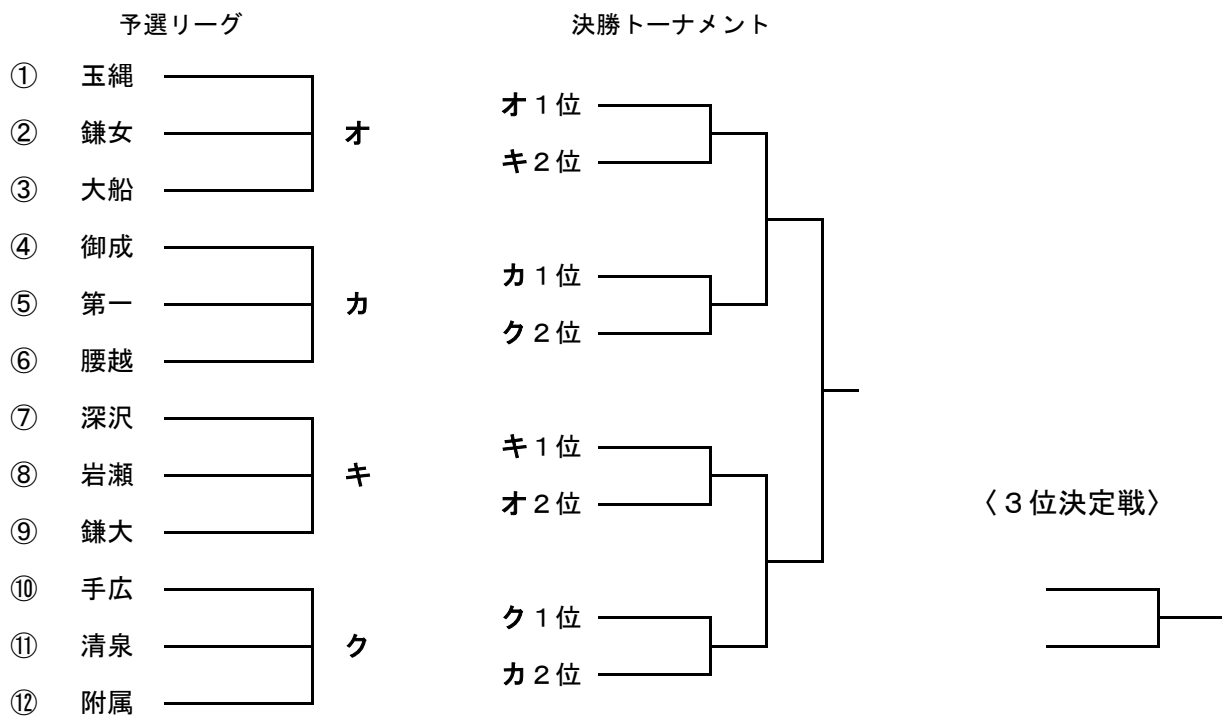 予選リーグ
決勝トーナメント
① 玉縄
② 鎌女
③ 大船
オ
④ 御成
⑤ 第一
⑥ 腰越
カ
⑦ 深沢
⑧ 岩瀬
⑨ 鎌大
キ
⑩ 手広
⑪ 清泉
⑫ 附属
ク
オ１位
キ２位
カ１位
ク２位
キ１位
オ２位
ク１位
カ２位
〈３位決定戦〉